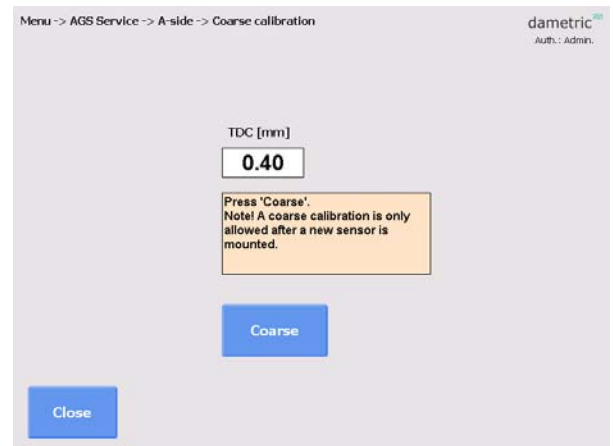 Menu -> AGS Service -> A-side -> Coarse calibration
dametric
Auth.: Admin.
TDC [mm]
0.40
Press 'Coarse'.
Note! A coarse calibration is only
allowed after a new sensor is
mounted.
Coarse
Close